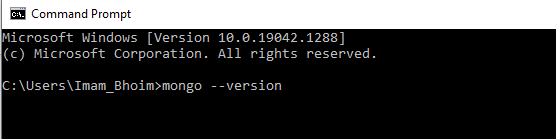 Command Prompt
Microsoft Windows [Version 10.0.19042.1288]
(c) Microsoft Corporation. All rights reserved.
C:\Users\Imam_Bhoim>mongo --version